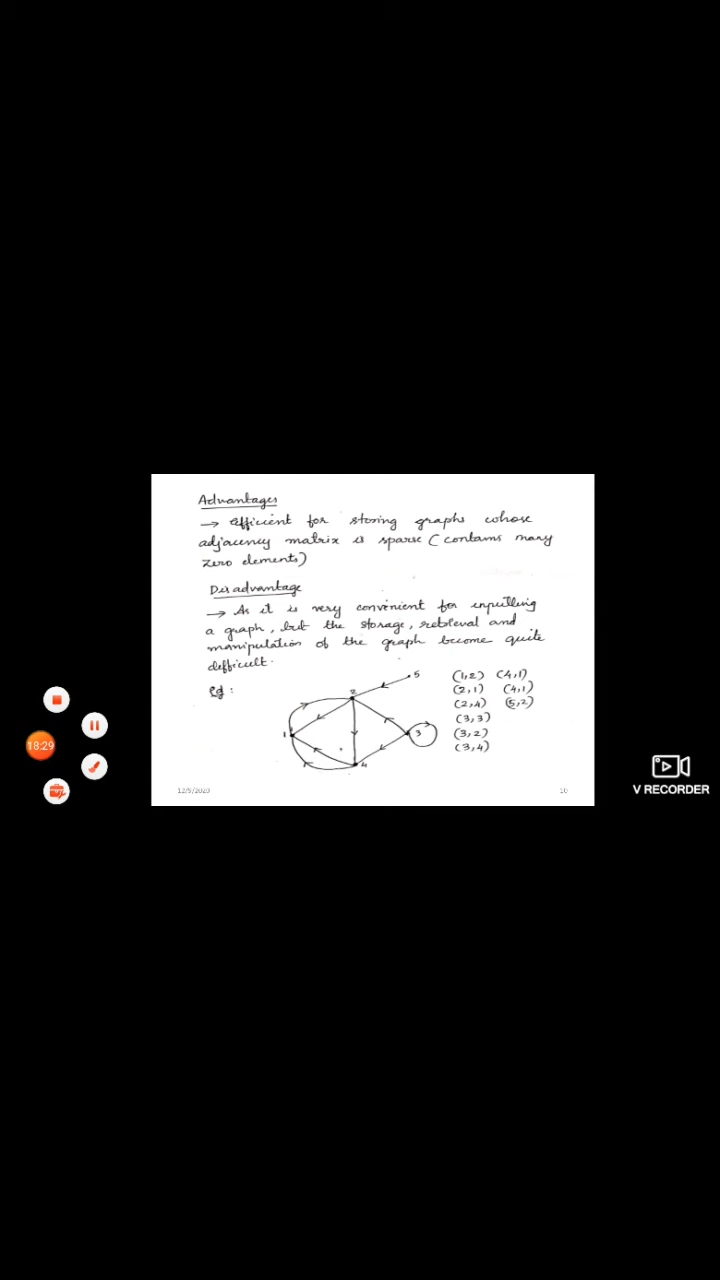 Advantages
→ Efficient for storing graphs whose
adjacency matrix is sparse (contains many
zero elements)
Disadvantage
→ As it is very convenient for inputting
a graph, but the storage, retrieval and
manipulation of the graph become quite
difficult.
Eg :
1
2
3
4
5
(1,2) (4,1)
(2,1) (4,1)
(2,4) (5,2)
(3,3)
(3,2)
(3,4)
12/9/2020
10
18:29
V RECORDER